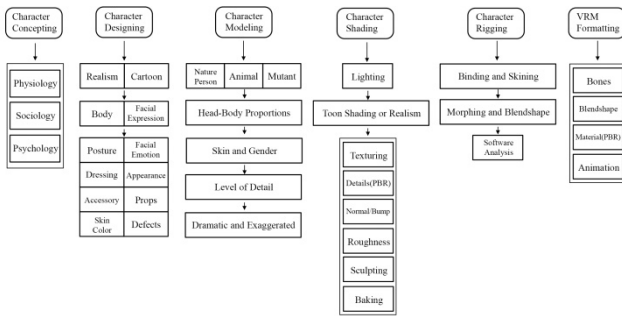 Character
Concepting
Physiology
Sociology
Psychology
Character
Designing
Realism
Cartoon
Body
Facial
Expression
Posture
Facial
Emotion
Dressing
Appearance
Accessory
Props
Skin
Color
Defects
Character
Modeling
Nature
Person
Animal
Mutant
Head-Body Proportions
Skin and Gender
Level of Detail
Dramatic and Exaggerated
Character
Shading
Lighting
Toon Shading or Realism
Texturing
Details(PBR)
Normal/Bump
Roughness
Sculpting
Baking
Character
Rigging
Binding and Skining
Morphing and Blendshape
Software
Analysis
VRM
Formatting
Bones
Blendshape
Material(PBR)
Animation